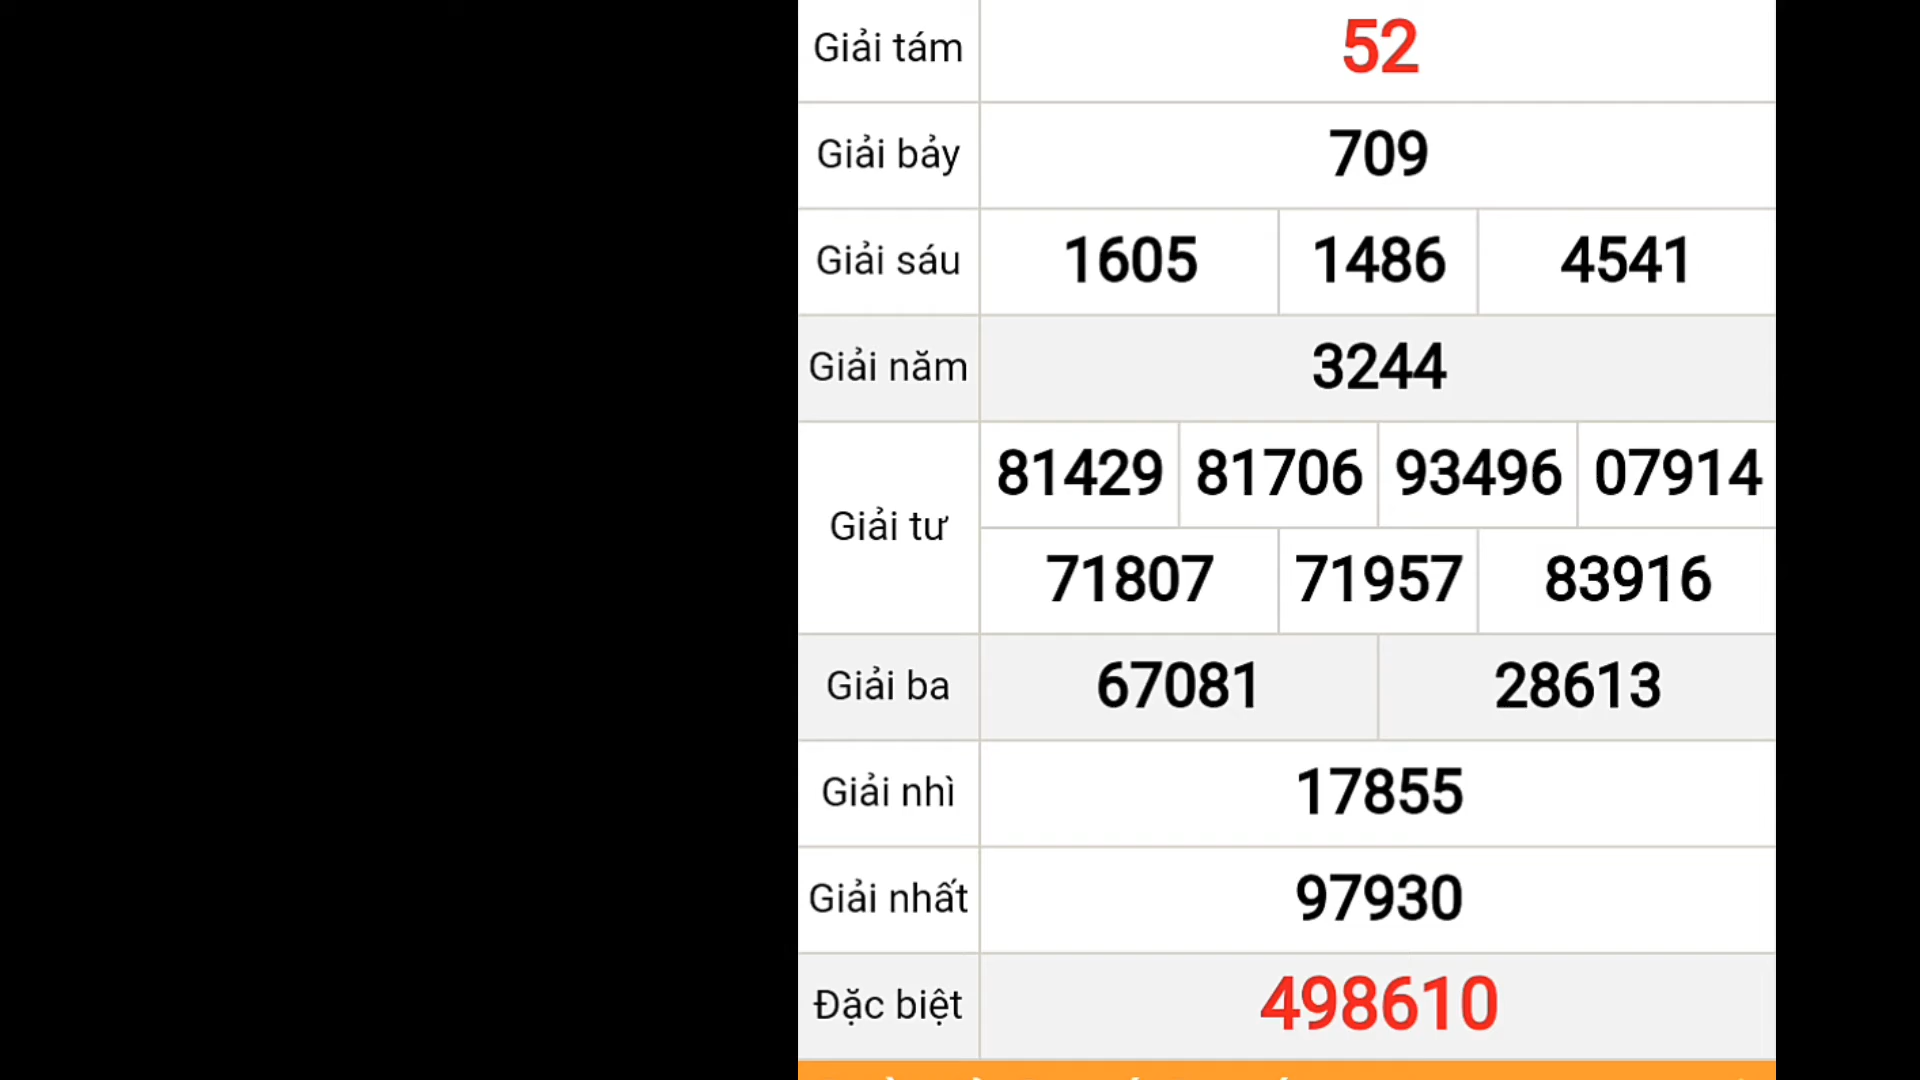 Giải tám 52
Giải bảy 709
Giải sáu 1605 1486 4541
Giải năm 3244
Giải tư 81429 81706 93496 07914
71807 71957 83916
Giải ba 67081 28613
Giải nhì 17855
Giải nhất 97930
Đặc biệt 498610